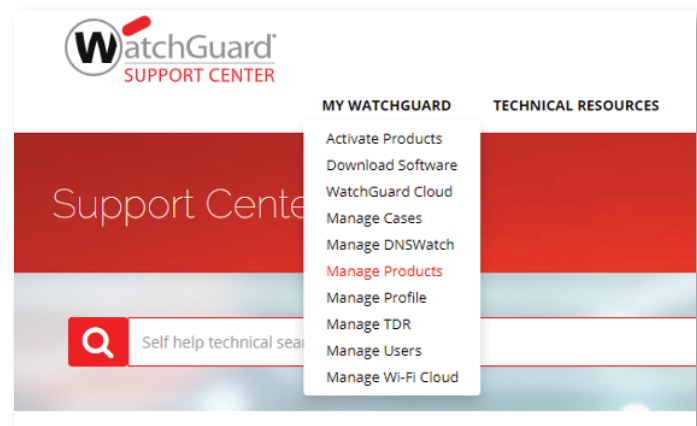 WatchGuard
SUPPORT CENTER
MY WATCHGUARD TECHNICAL RESOURCES
Activate Products
Download Software
WatchGuard Cloud
Manage Cases
Manage DNSWatch
Manage Products
Manage Profile
Manage TDR
Manage Users
Manage Wi-Fi Cloud
Support Cente
Self help technical sea